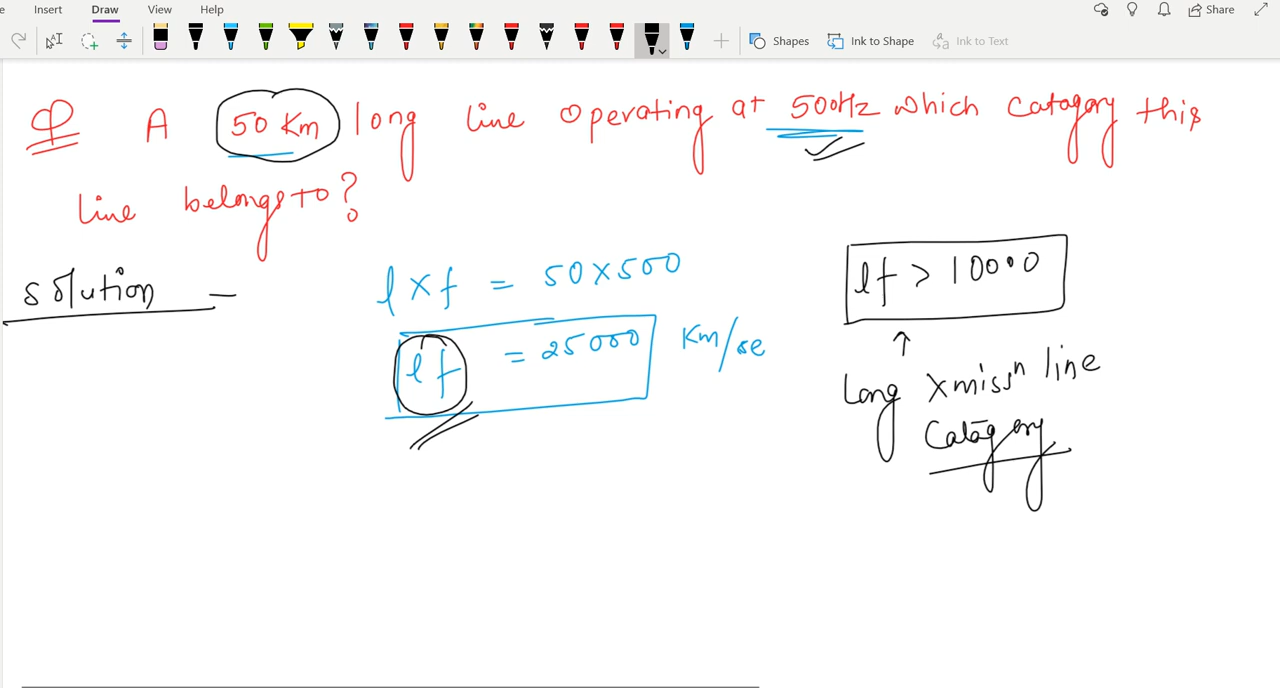 Insert Draw View Help
Share
Shapes Ink to Shape Ink to Text
Q A 50 Km long line operating at 500Hz which catagory this
line belongs to?
Solution -
l x f = 50 x 500
lf = 25000 Km/se
lf > 10000
↑
Long Xmissⁿ line
Catagory